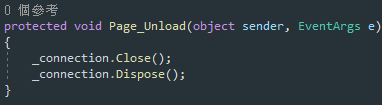 0 個參考
protected void Page_Unload(object sender, EventArgs e)
{
    _connection.Close();
    _connection.Dispose();
}